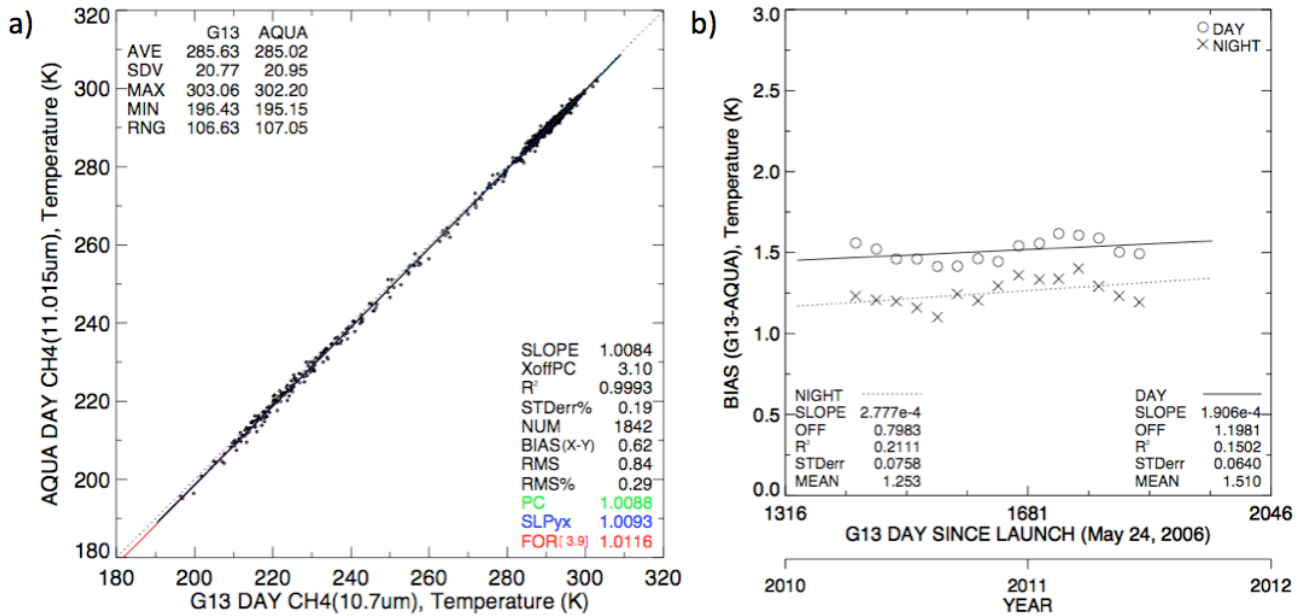 a)
G13 AQUA
AVE 285.63 285.02
SDV 20.77 20.95
MAX 303.06 302.20
MIN 196.43 195.15
RNG 106.63 107.05
AQUA DAY CH4(11.015um), Temperature (K)
320
300
280
260
240
220
200
180
SLOPE 1.0084
XoffPC 3.10
R² 0.9993
STDerr% 0.19
NUM 1842
BIAS(X-Y) 0.62
RMS 0.84
RMS% 0.29
PC 1.0088
SLPyx 1.0093
FOR[ 3.9] 1.0116
180 200 220 240 260 280 300 320
G13 DAY CH4(10.7um), Temperature (K)
b)
DAY
NIGHT
BIAS (G13-AQUA), Temperature (K)
3.0
2.5
2.0
1.5
1.0
0.5
0.0
NIGHT
SLOPE 2.777e-4
OFF 0.7983
R² 0.2111
STDerr 0.0758
MEAN 1.253
DAY
SLOPE 1.906e-4
OFF 1.1981
R² 0.1502
STDerr 0.0640
MEAN 1.510
1316 1681 2046
G13 DAY SINCE LAUNCH (May 24, 2006)
2010 2011 2012
YEAR